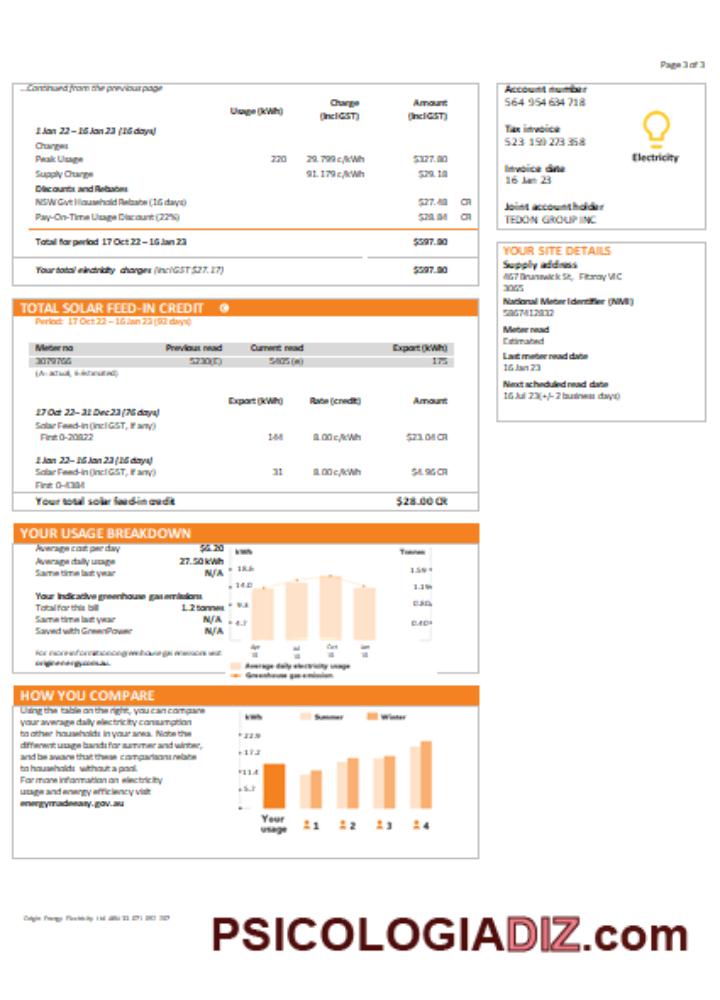 Page 3 of 3
...Continued from the previous page
Usage (kWh) Charge (incl GST) Amount (incl GST)
1 Jan 22 – 16 Jan 23 (16 days)
Charges
Peak Usage 220 29.799 c/kWh $327.80
Supply Charge 91.179 c/kWh $29.18
Discounts and Rebates
NSW Gvt Household Rebate (16 days) $27.48 CR
Pay-On-Time Usage Discount (22%) $28.84 CR
Total for period 17 Oct 22 – 16 Jan 23 $597.80
Your total electricity charges (incl GST $27.17) $597.80
Account number
564 954 634 718
Tax invoice
523 159 273 358
Invoice date
16 Jan 23
Joint account holder
TEDON GROUP INC
Electricity
YOUR SITE DETAILS
Supply address
467 Brunswick St, Fitzroy VIC
3065
National Meter Identifier (NMI)
5867412832
Meter read
Estimated
Last meter read date
16 Jan 23
Next scheduled read date
16 Jul 23(+/- 2 business days)
TOTAL SOLAR FEED-IN CREDIT
Period: 17 Oct 22 – 16 Jan 23 (92 days)
Meter no Previous read Current read Export (kWh)
3079766 5230(E) 5405 (e) 175
(A- actual, E-Estimated)
Export (kWh) Rate (credit) Amount
17 Oct 22– 31 Dec 23 (76 days)
Solar Feed-in (incl GST, if any)
First 0-20822 144 8.00 c/kWh $23.04 CR
1 Jan 22 – 16 Jan 23 (16 days)
Solar Feed-in (incl GST, if any) 31 8.00 c/kWh $4.96 CR
First 0-4384
Your total solar feed-in credit $28.00 CR
YOUR USAGE BREAKDOWN
Average cost per day $6.20
Average daily usage 27.50 kWh
Same time last year N/A
Your Indicative greenhouse gas emissions
Total for this bill 1.2 tonnes
Same time last year N/A
Saved with GreenPower N/A
For more information on greenhouse gas emissions visit
originenergy.com.au.
kWh Tonnes
18.6 1.59
14.0 1.19
9.3 0.80
4.7 0.40
Apr Jul Oct Jan
Average daily electricity usage
Greenhouse gas emission
HOW YOU COMPARE
Using the table on the right, you can compare
your average daily electricity consumption
to other households in your area. Note the
different usage bands for summer and winter,
and be aware that these comparisons relate
to households without a pool.
For more information on electricity
usage and energy efficiency visit
energymadeeasy.gov.au
kWh Summer Winter
22.9
17.2
11.4
5.7
Your usage 1 2 3 4
Origin Energy Electricity Ltd
PSICOLOGIADIZ.com